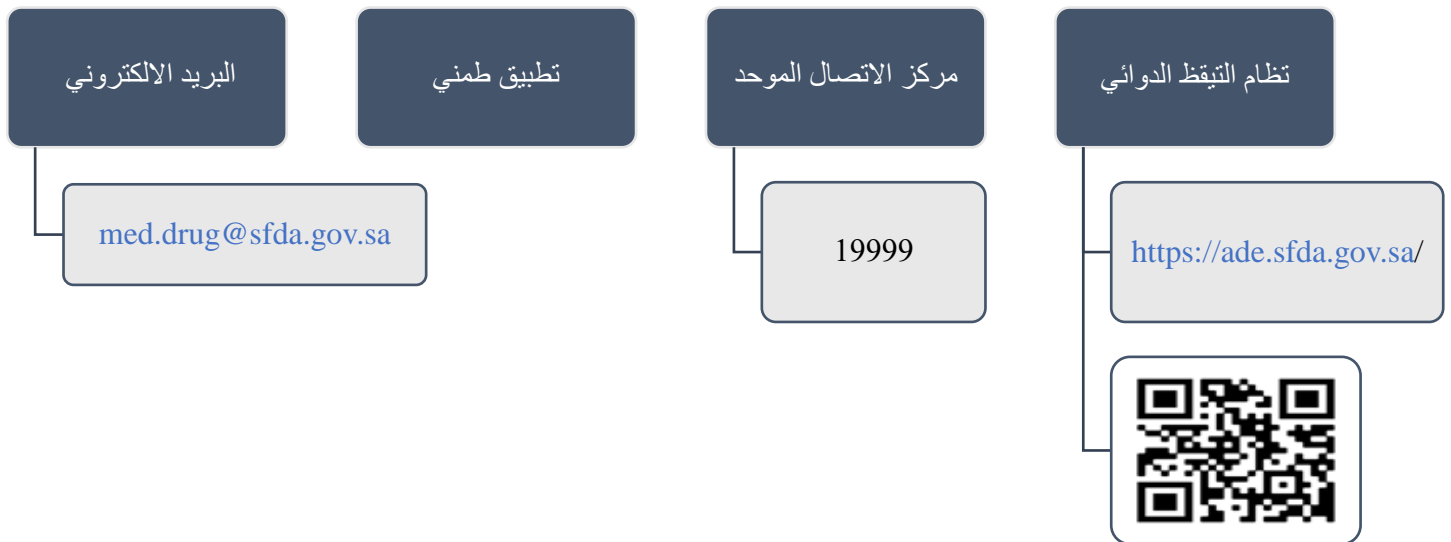 تظام التيقظ الدوائي
https://ade.sfda.gov.sa/
مركز الاتصال الموحد
19999
تطبيق طمني
البريد الالكتروني
med.drug@sfda.gov.sa